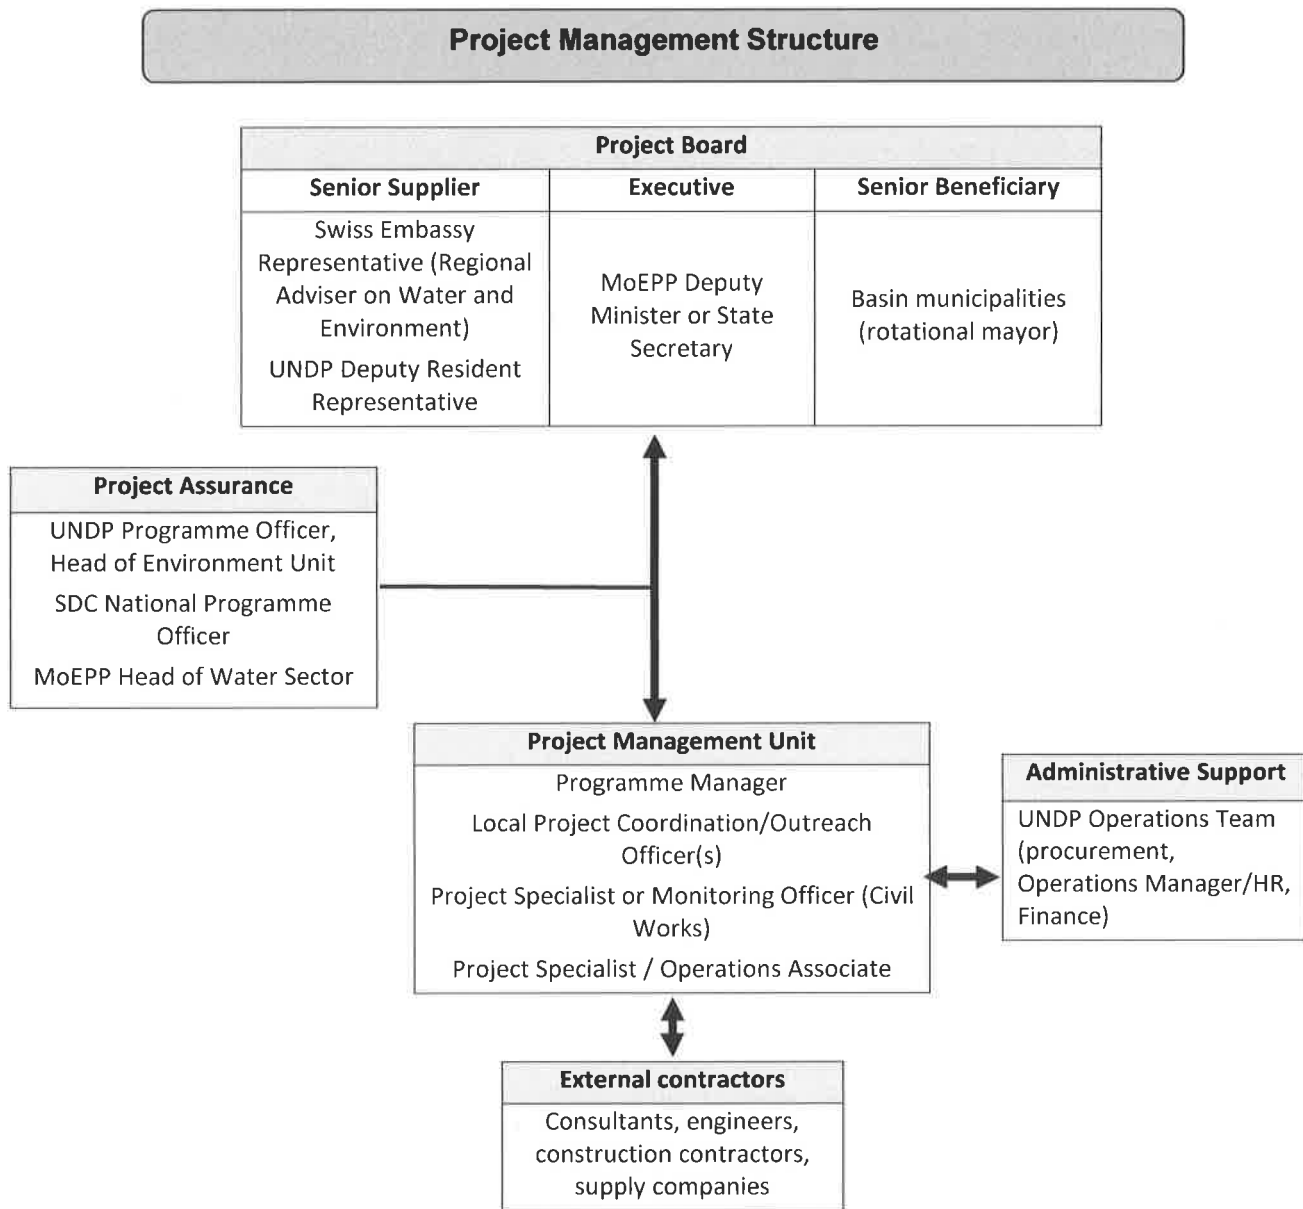 Project Management Structure
Project Board
Senior Supplier
Executive
Senior Beneficiary
Swiss Embassy
Representative (Regional
Adviser on Water and
Environment)
UNDP Deputy Resident
Representative
MoEPP Deputy
Minister or State
Secretary
Basin municipalities
(rotational mayor)
Project Assurance
UNDP Programme Officer,
Head of Environment Unit
SDC National Programme
Officer
MoEPP Head of Water Sector
Project Management Unit
Programme Manager
Local Project Coordination/Outreach
Officer(s)
Project Specialist or Monitoring Officer (Civil
Works)
Project Specialist / Operations Associate
Administrative Support
UNDP Operations Team
(procurement,
Operations Manager/HR,
Finance)
External contractors
Consultants, engineers,
construction contractors,
supply companies